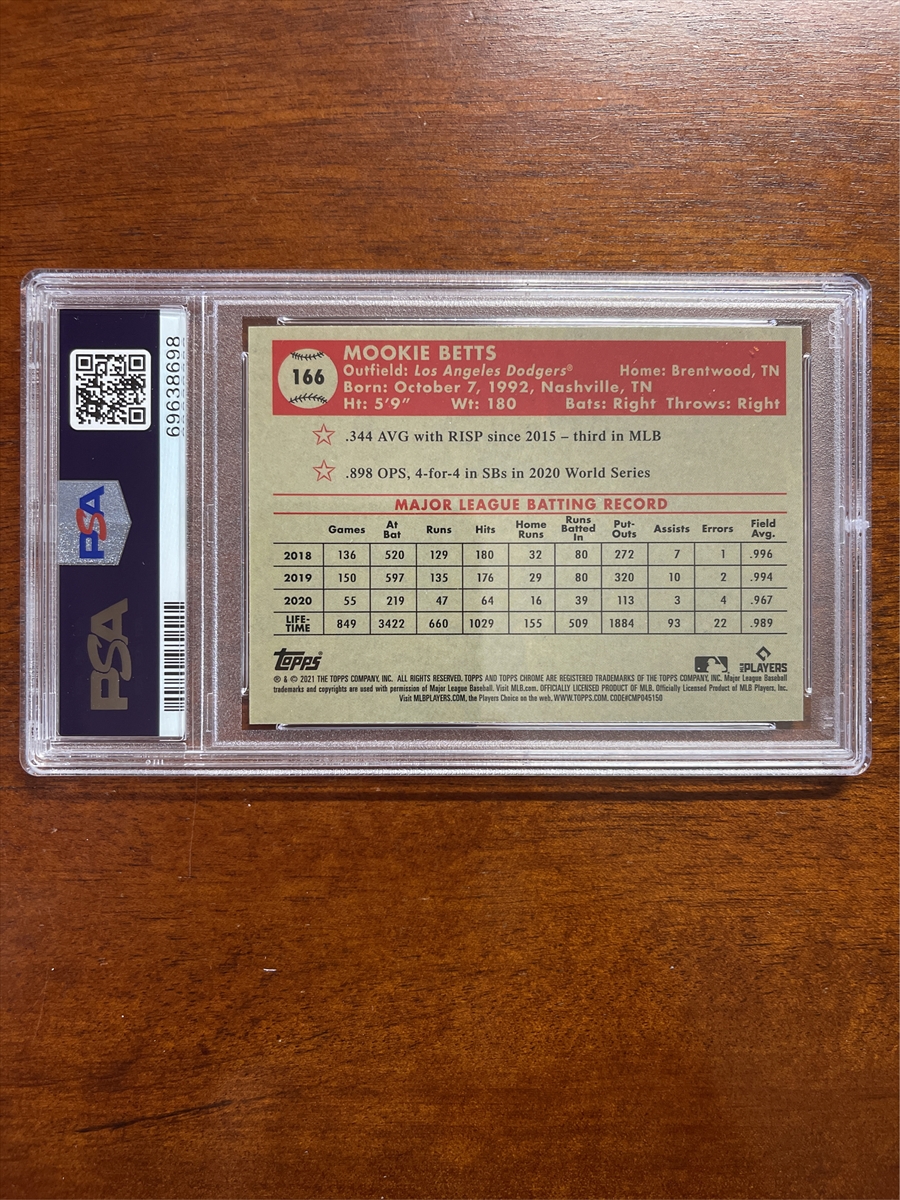 69638698
PSA
PSA
166
MOOKIE BETTS
Outfield: Los Angeles Dodgers® Home: Brentwood, TN
Born: October 7, 1992, Nashville, TN
Ht: 5'9" Wt: 180 Bats: Right Throws: Right
.344 AVG with RISP since 2015 – third in MLB
.898 OPS, 4-for-4 in SBs in 2020 World Series
MAJOR LEAGUE BATTING RECORD
Games At Bat Runs Hits Home Runs Runs Batted In Put-Outs Assists Errors Field Avg.
2018 136 520 129 180 32 80 272 7 1 .996
2019 150 597 135 176 29 80 320 10 2 .994
2020 55 219 47 64 16 39 113 3 4 .967
LIFE-TIME 849 3422 660 1029 155 509 1884 93 22 .989
Topps PLAYERS
® & © 2021 THE TOPPS COMPANY, INC. ALL RIGHTS RESERVED. TOPPS AND TOPPS CHROME ARE REGISTERED TRADEMARKS OF THE TOPPS COMPANY, INC. Major League Baseball
trademarks and copyrights are used with permission of Major League Baseball. Visit MLB.com. OFFICIALLY LICENSED PRODUCT OF MLB. Officially Licensed Product of MLB Players, Inc.
Visit MLBPLAYERS.COM, the Players Choice on the web. WWW.TOPPS.COM. CODE#CMP045150